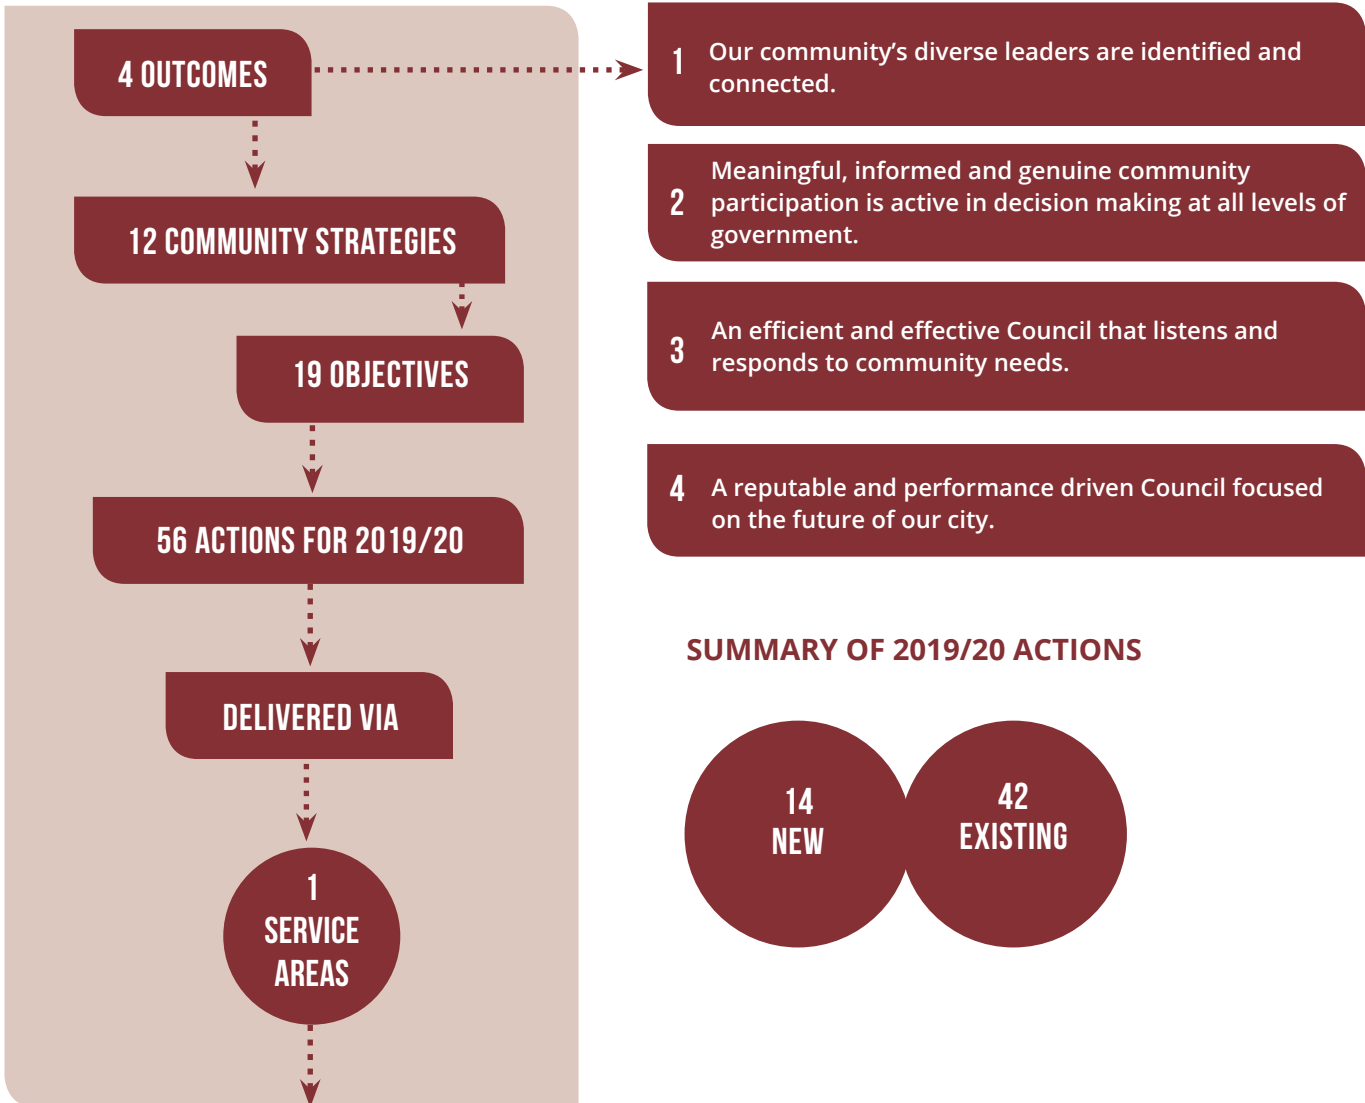 4 OUTCOMES
12 COMMUNITY STRATEGIES
19 OBJECTIVES
56 ACTIONS FOR 2019/20
DELIVERED VIA
1
SERVICE
AREAS
1 Our community’s diverse leaders are identified and
connected.
2 Meaningful, informed and genuine community
participation is active in decision making at all levels of
government.
3 An efficient and effective Council that listens and
responds to community needs.
4 A reputable and performance driven Council focused
on the future of our city.
SUMMARY OF 2019/20 ACTIONS
14
NEW
42
EXISTING